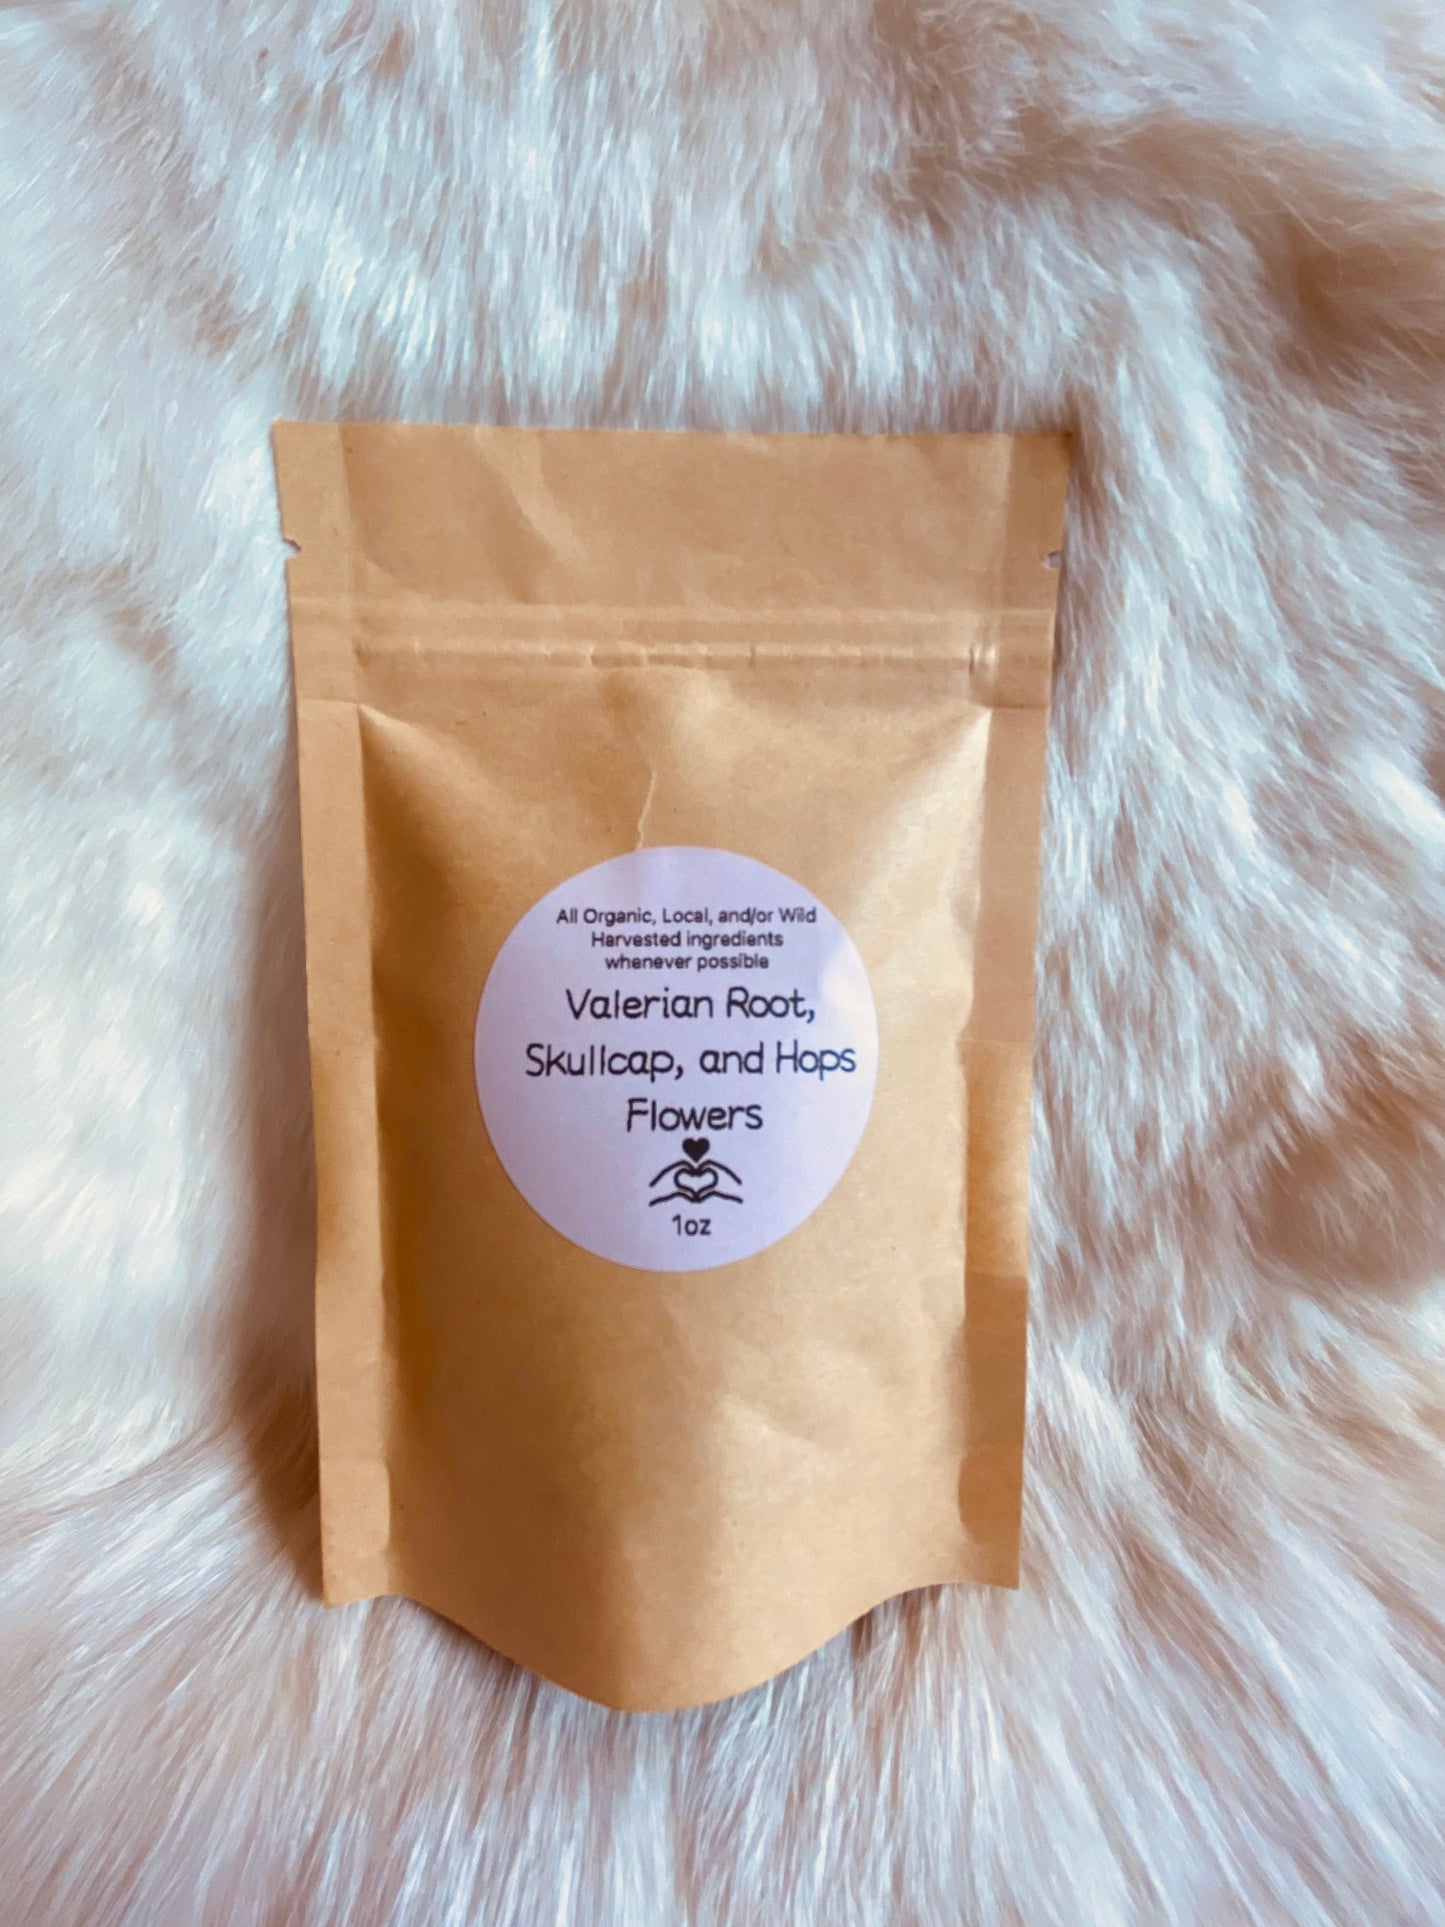 All Organic, Local, and/or Wild
Harvested ingredients
whenever possible
Valerian Root,
Skullcap, and Hops
Flowers
1oz